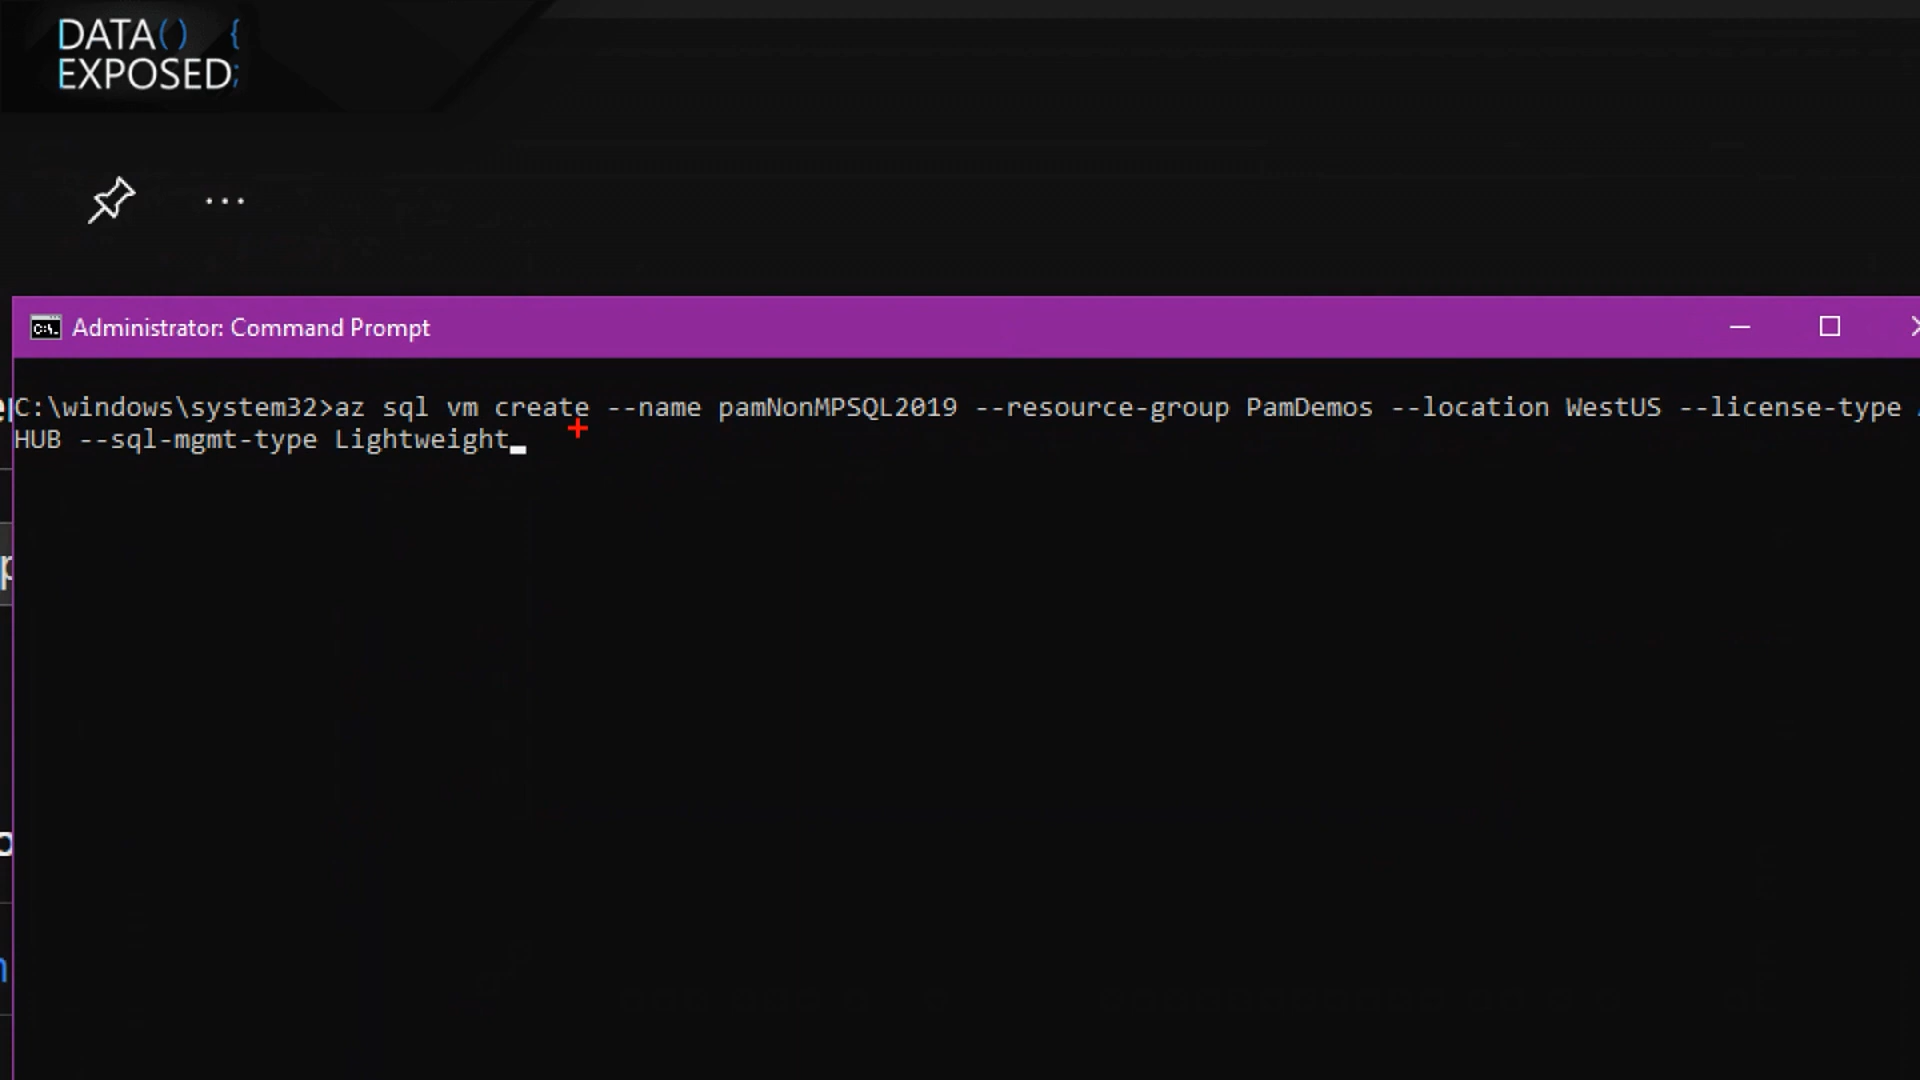 DATA() {
EXPOSED;
...
Administrator: Command Prompt
C:\windows\system32>az sql vm create --name pamNonMPSQL2019 --resource-group PamDemos --location WestUS --license-type
HUB --sql-mgmt-type Lightweight